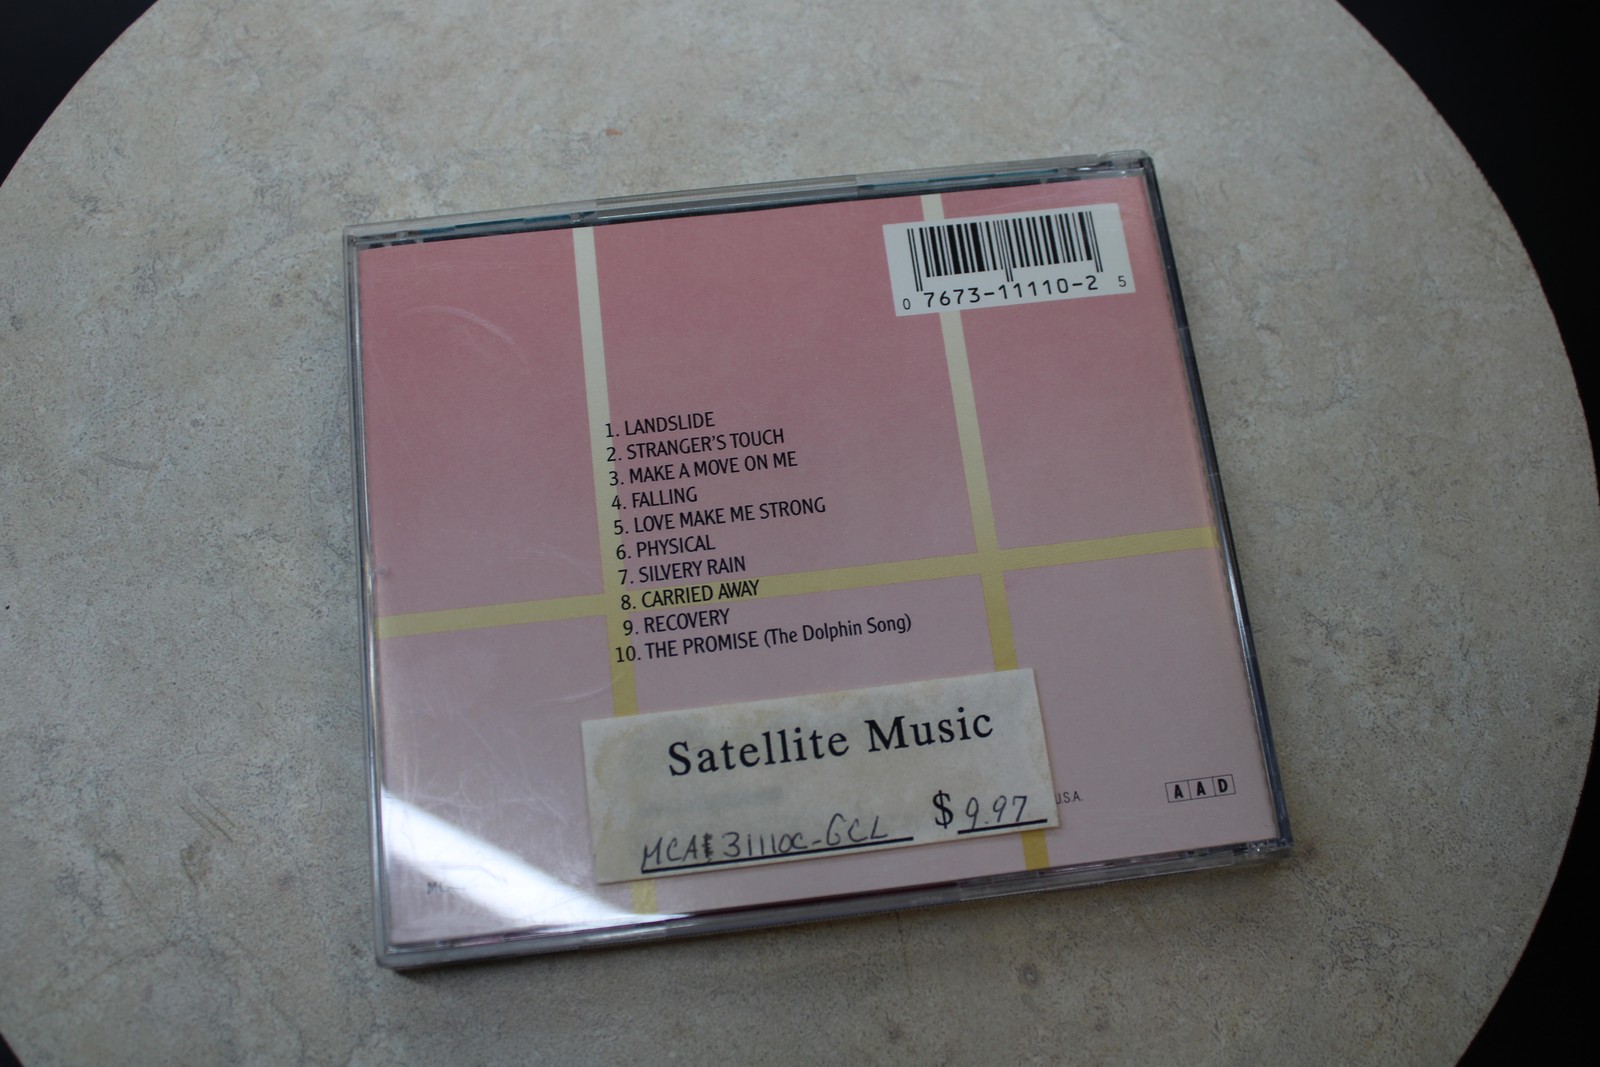 0 7673-11110-2 5
1. LANDSLIDE
2. STRANGER'S TOUCH
3. MAKE A MOVE ON ME
4. FALLING
5. LOVE MAKE ME STRONG
6. PHYSICAL
7. SILVERY RAIN
8. CARRIED AWAY
9. RECOVERY
10. THE PROMISE (The Dolphin Song)
Satellite Music
$ 9.97
31110C-GCL
U.S.A.
A A D